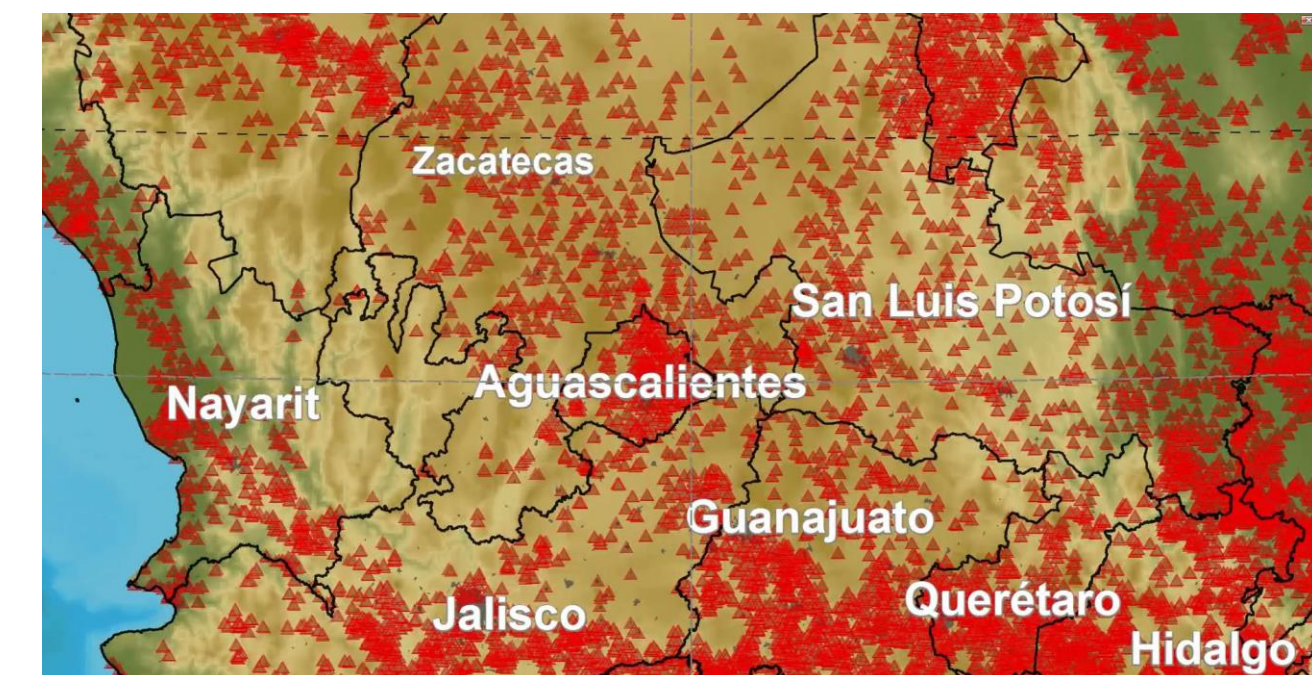 Zacatecas
San Luis Potosí
Aguascalientes
Nayarit
Guanajuato
Querétaro
Jalisco
Hidalgo